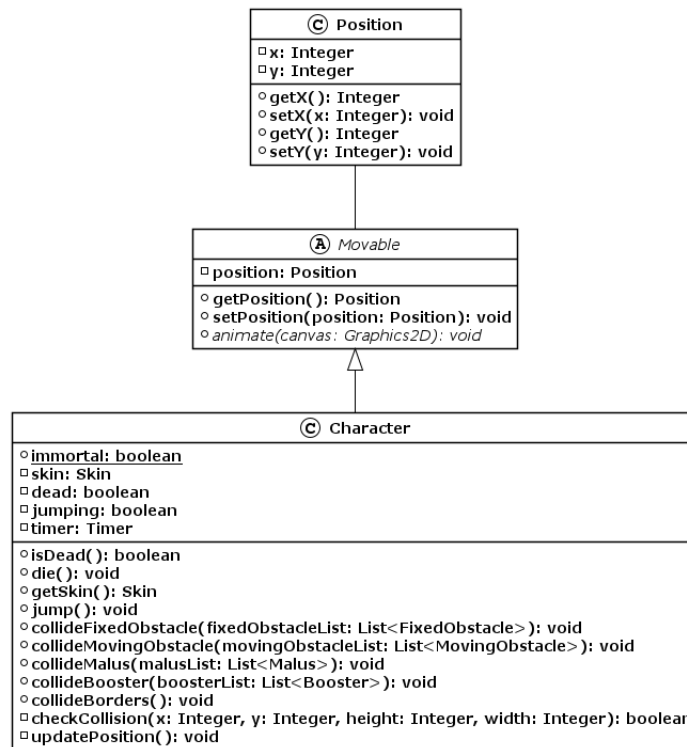 C Position
x: Integer
y: Integer
getX(): Integer
setX(x: Integer): void
getY(): Integer
setY(y: Integer): void
A Movable
position: Position
getPosition(): Position
setPosition(position: Position): void
animate(canvas: Graphics2D): void
C Character
immortal: boolean
skin: Skin
dead: boolean
jumping: boolean
timer: Timer
isDead(): boolean
die(): void
getSkin(): Skin
jump(): void
collideFixedObstacle(fixedObstacleList: List<FixedObstacle>): void
collideMovingObstacle(movingObstacleList: List<MovingObstacle>): void
collideMalus(malusList: List<Malus>): void
collideBooster(boosterList: List<Booster>): void
collideBorders(): void
checkCollision(x: Integer, y: Integer, height: Integer, width: Integer): boolean
updatePosition(): void